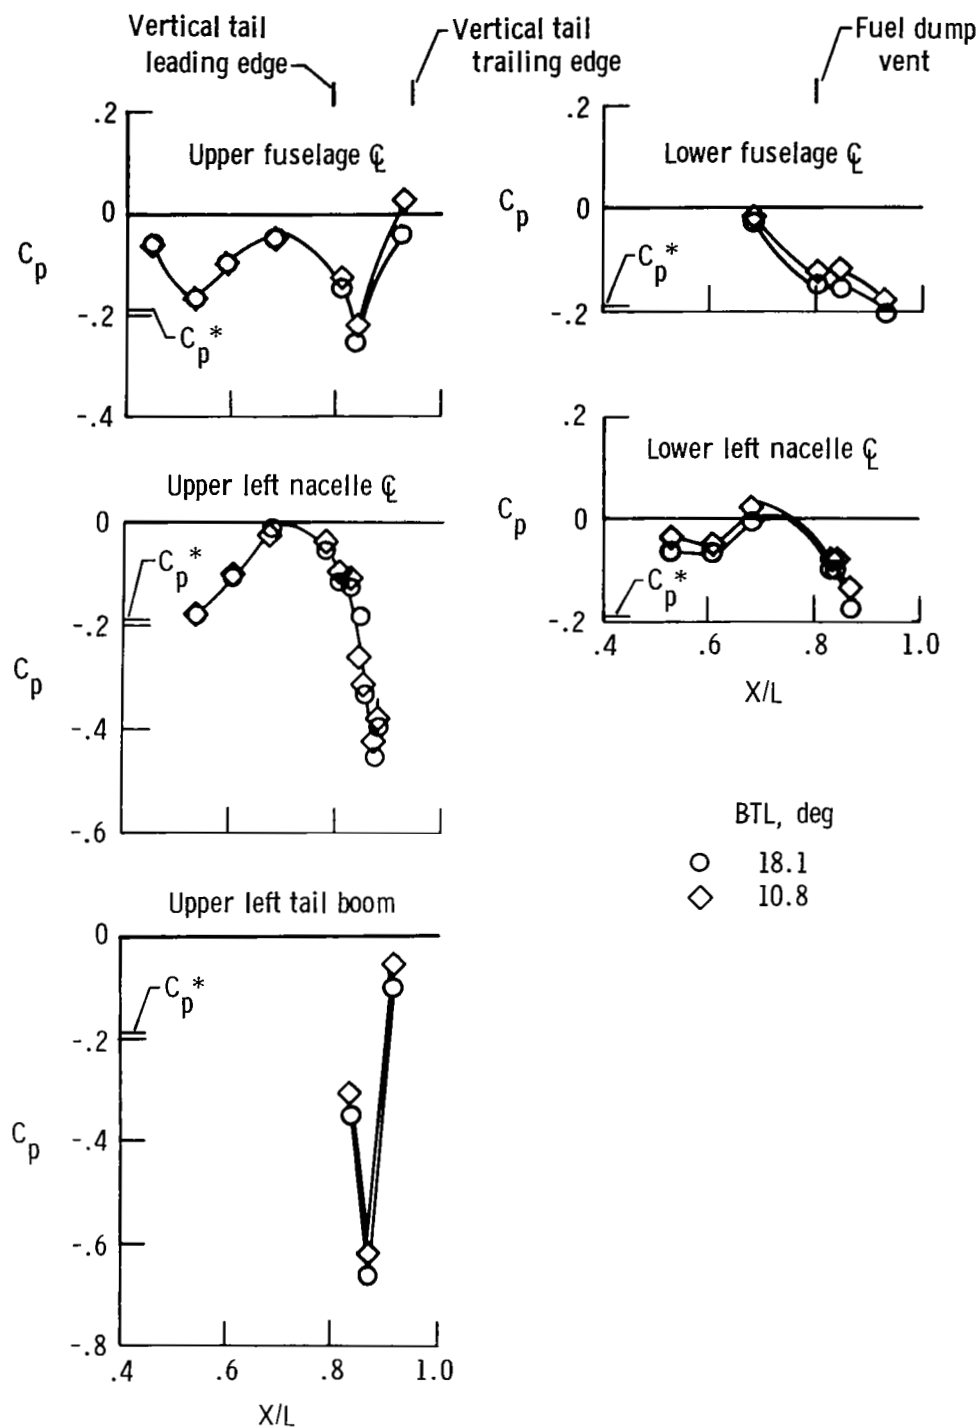 Vertical tail
leading edge
Vertical tail
trailing edge
Fuel dump
vent
.2
0
-.2
-.4
Cp
Upper fuselage ℄
Cp*
.2
0
-.2
Cp
Lower fuselage ℄
Cp*
Upper left nacelle ℄
0
-.2
-.4
-.6
Cp
Cp*
.2
0
-.2
Cp
Lower left nacelle ℄
Cp*
.4 .6 .8 1.0
X/L
BTL, deg
18.1
10.8
Upper left tail boom
0
-.2
-.4
-.6
-.8
Cp
Cp*
.4 .6 .8 1.0
X/L